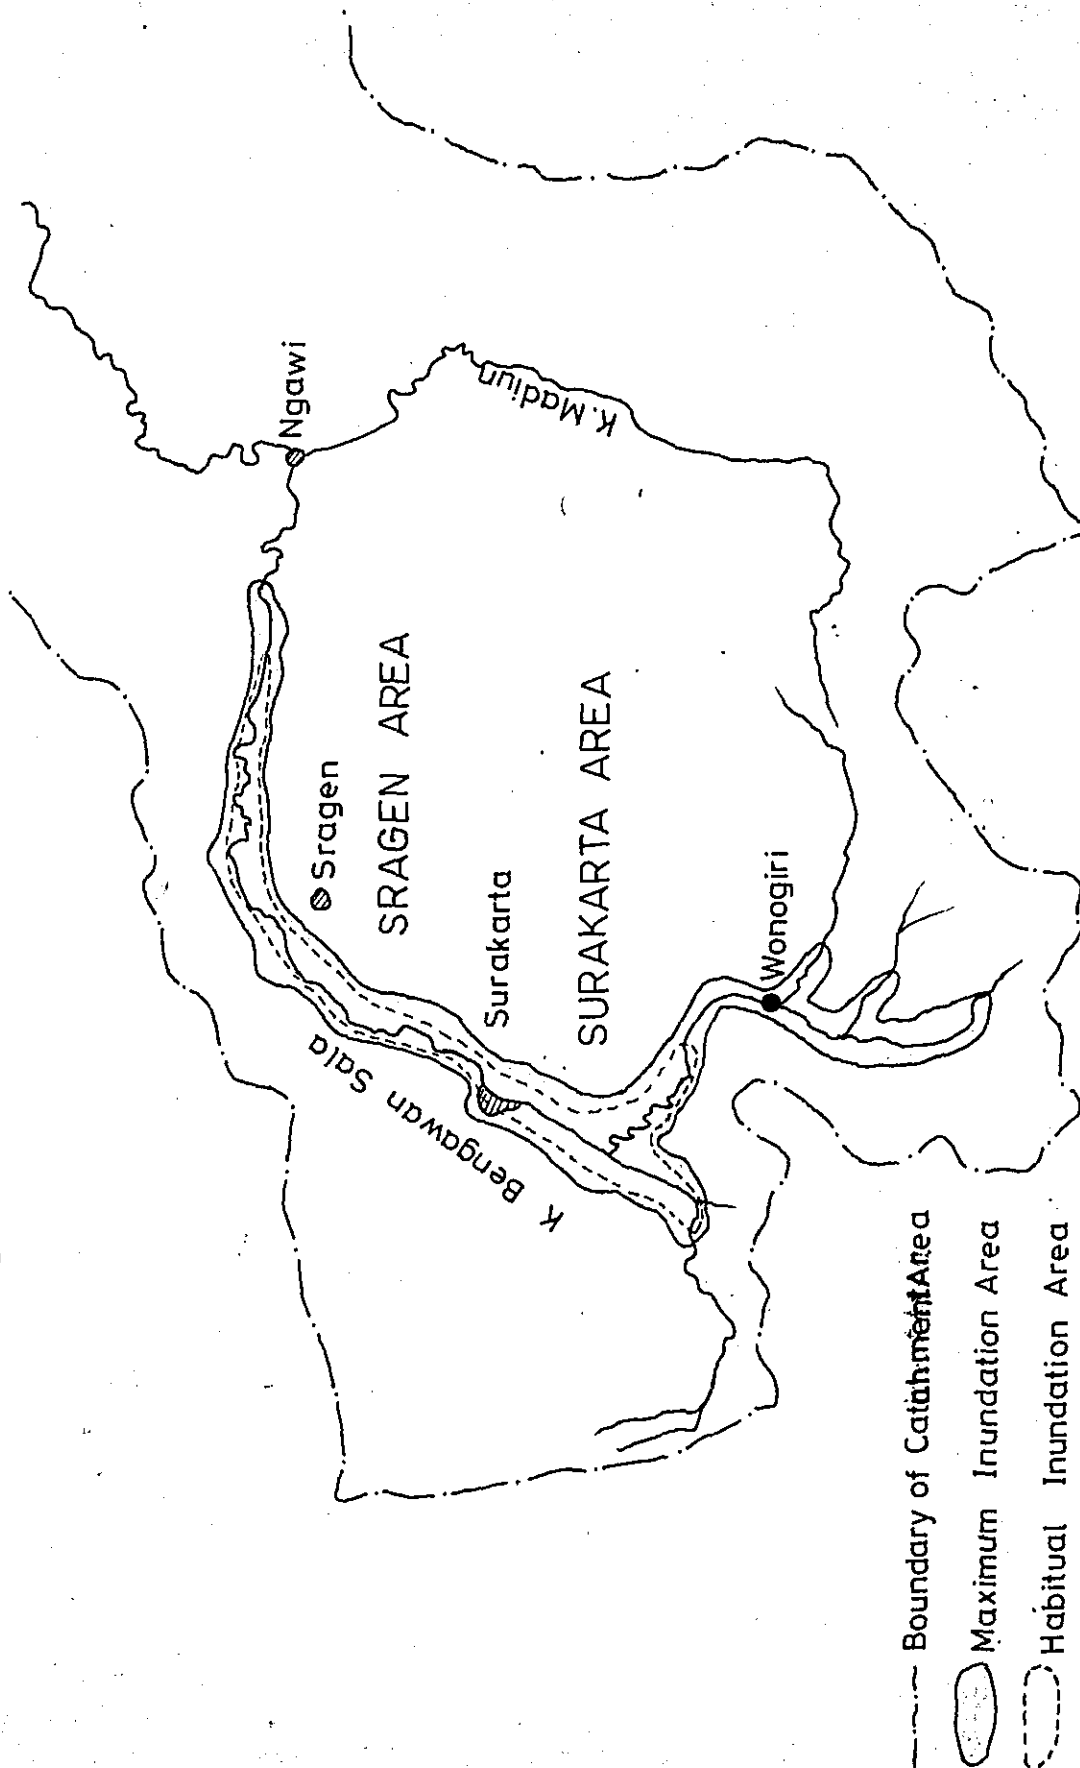 Ngawi
K. Madiun
Sragen
SRAGEN AREA
Surakarta
SURAKARTA AREA
Wonogiri
K Bengawan Sala
Boundary of Catchment Area
Maximum Inundation Area
Habitual Inundation Area